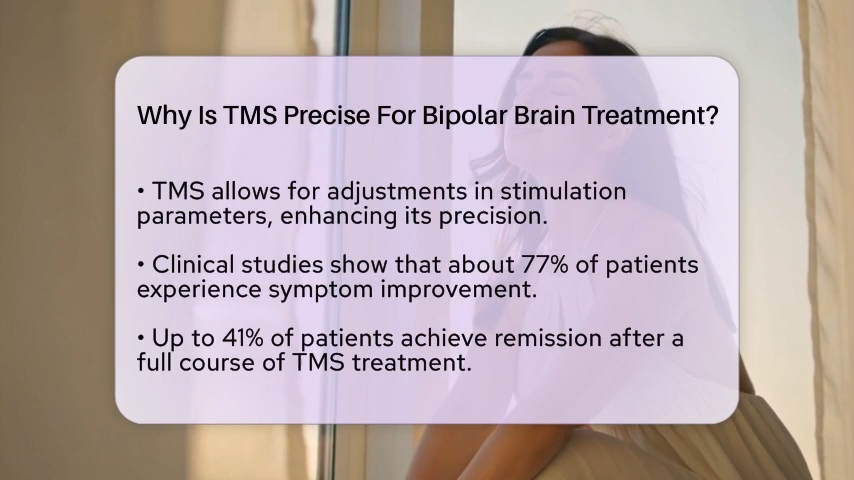 Why Is TMS Precise For Bipolar Brain Treatment?
• TMS allows for adjustments in stimulation
parameters, enhancing its precision.
• Clinical studies show that about 77% of patients
experience symptom improvement.
• Up to 41% of patients achieve remission after a
full course of TMS treatment.